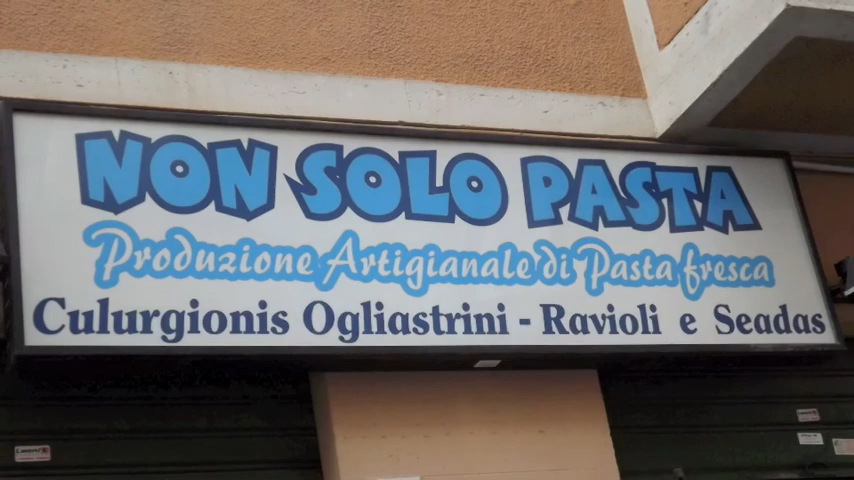 NON SOLO PASTA
Produzione Artigianale di Pasta fresca
Culurgionis Ogliastrini - Ravioli e Seadas